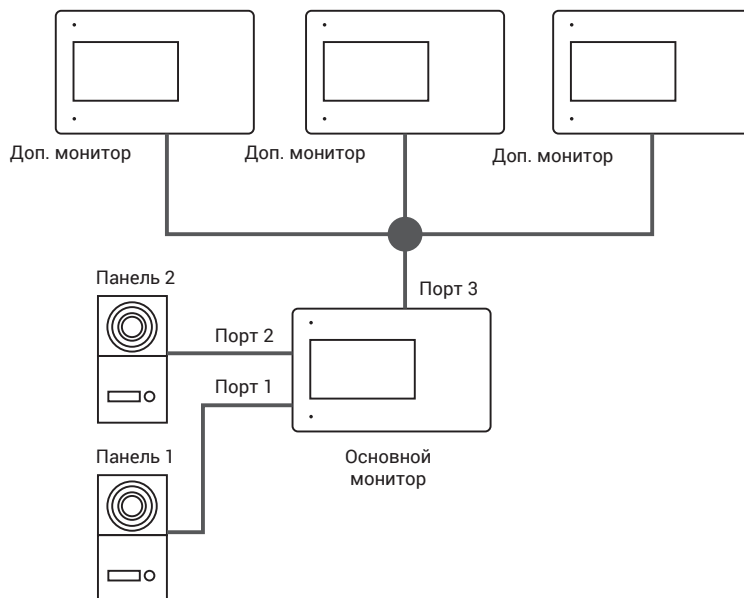 Доп. монитор
Доп. монитор
Доп. монитор
Панель 2
Порт 3
Порт 2
Порт 1
Панель 1
Основной
монитор